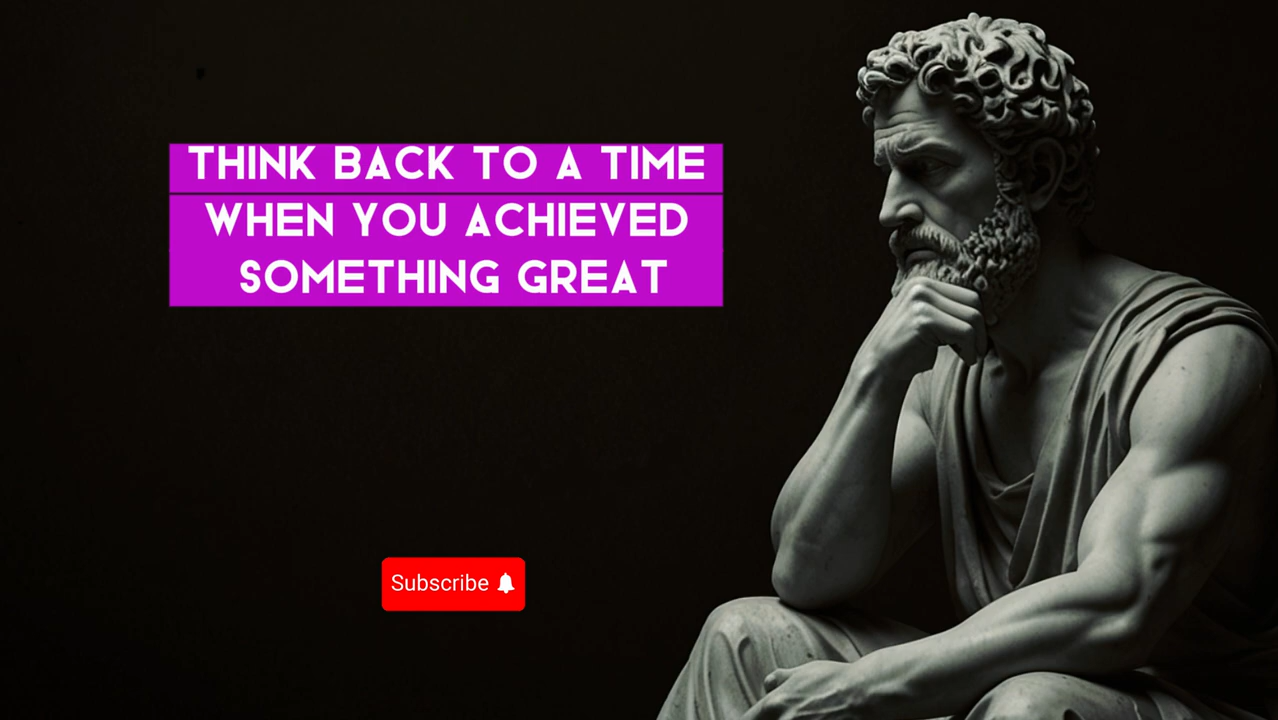 THINK BACK TO A TIME
WHEN YOU ACHIEVED
SOMETHING GREAT
Subscribe